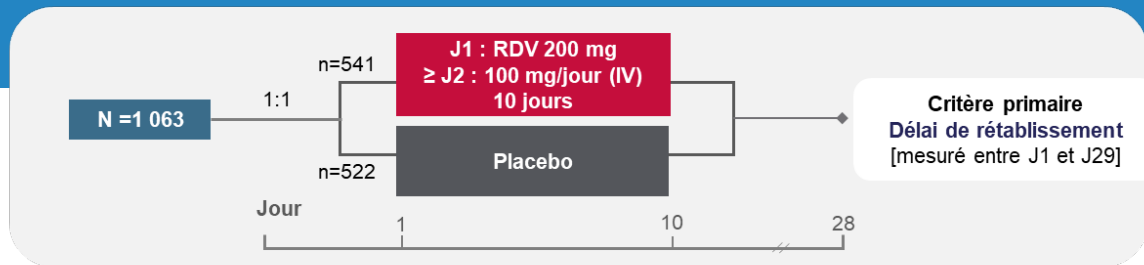 N =1 063
1:1
n=541
n=522
J1 : RDV 200 mg
≥ J2 : 100 mg/jour (IV)
10 jours
Placebo
Critère primaire
Délai de rétablissement
[mesuré entre J1 et J29]
Jour
1
10
28